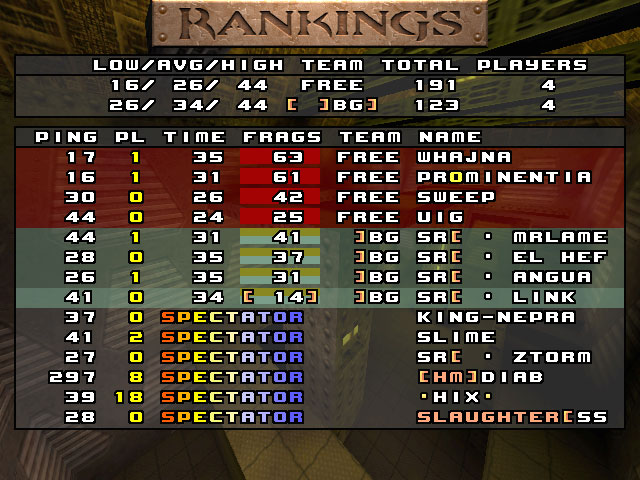 RANKINGS
LOW/AVG/HIGH TEAM TOTAL PLAYERS
16/ 26/ 44 FREE 191 4
26/ 34/ 44 [ ]BG] 123 4
PING PL TIME FRAGS TEAM NAME
17 1 35 63 FREE WHAJNA
16 1 31 61 FREE PROMINENTIA
30 0 26 42 FREE SWEEP
44 0 24 25 FREE UIG
44 1 31 41 ]BG SR[ · MRLAME
28 0 35 37 ]BG SR[ · EL HEF
26 1 35 31 ]BG SR[ · ANGUA
41 0 34 [ 14] ]BG SR[ · LINK
37 0 SPECTATOR KING-NEPRA
41 2 SPECTATOR SLIME
27 0 SPECTATOR SR[ · ZTORM
297 8 SPECTATOR [HM]DIAB
39 18 SPECTATOR ·HIX·
28 0 SPECTATOR SLAUGHTER[SS